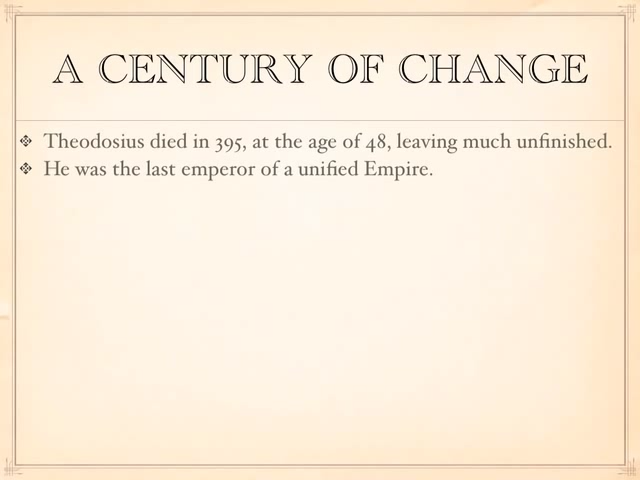 A CENTURY OF CHANGE
❖ Theodosius died in 395, at the age of 48, leaving much unfinished.
❖ He was the last emperor of a unified Empire.